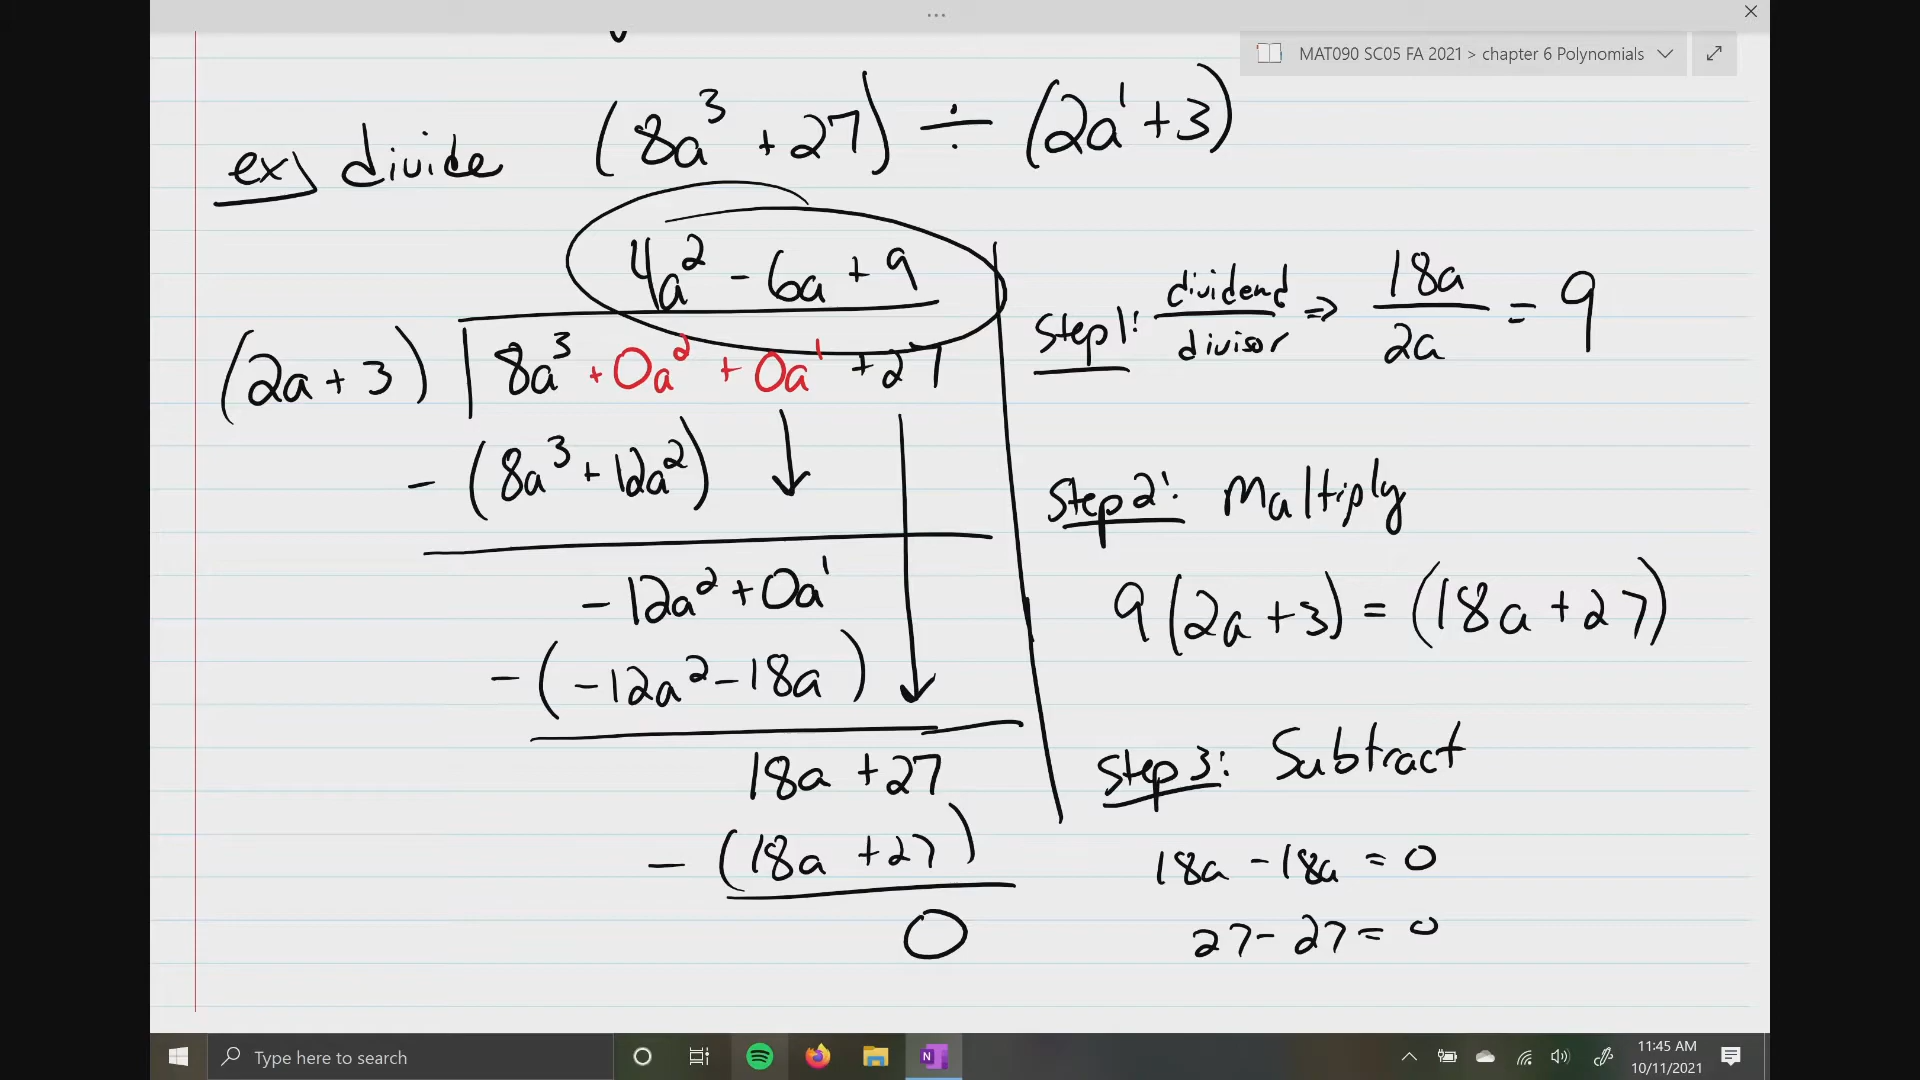 MAT090 SC05 FA 2021 > chapter 6 Polynomials
ex) divide (8a³ + 27) ÷ (2a¹ + 3)
4a² - 6a + 9
(2a + 3) 8a³ + 0a² + 0a¹ + 27
- (8a³ + 12a²)
- 12a² + 0a¹
- (- 12a² - 18a)
18a + 27
- (18a + 27)
0
Step 1: dividend / divisor ⇒ 18a / 2a = 9
Step 2: Multiply
9(2a + 3) = (18a + 27)
Step 3: Subtract
18a - 18a = 0
27 - 27 = 0
Type here to search
11:45 AM
10/11/2021